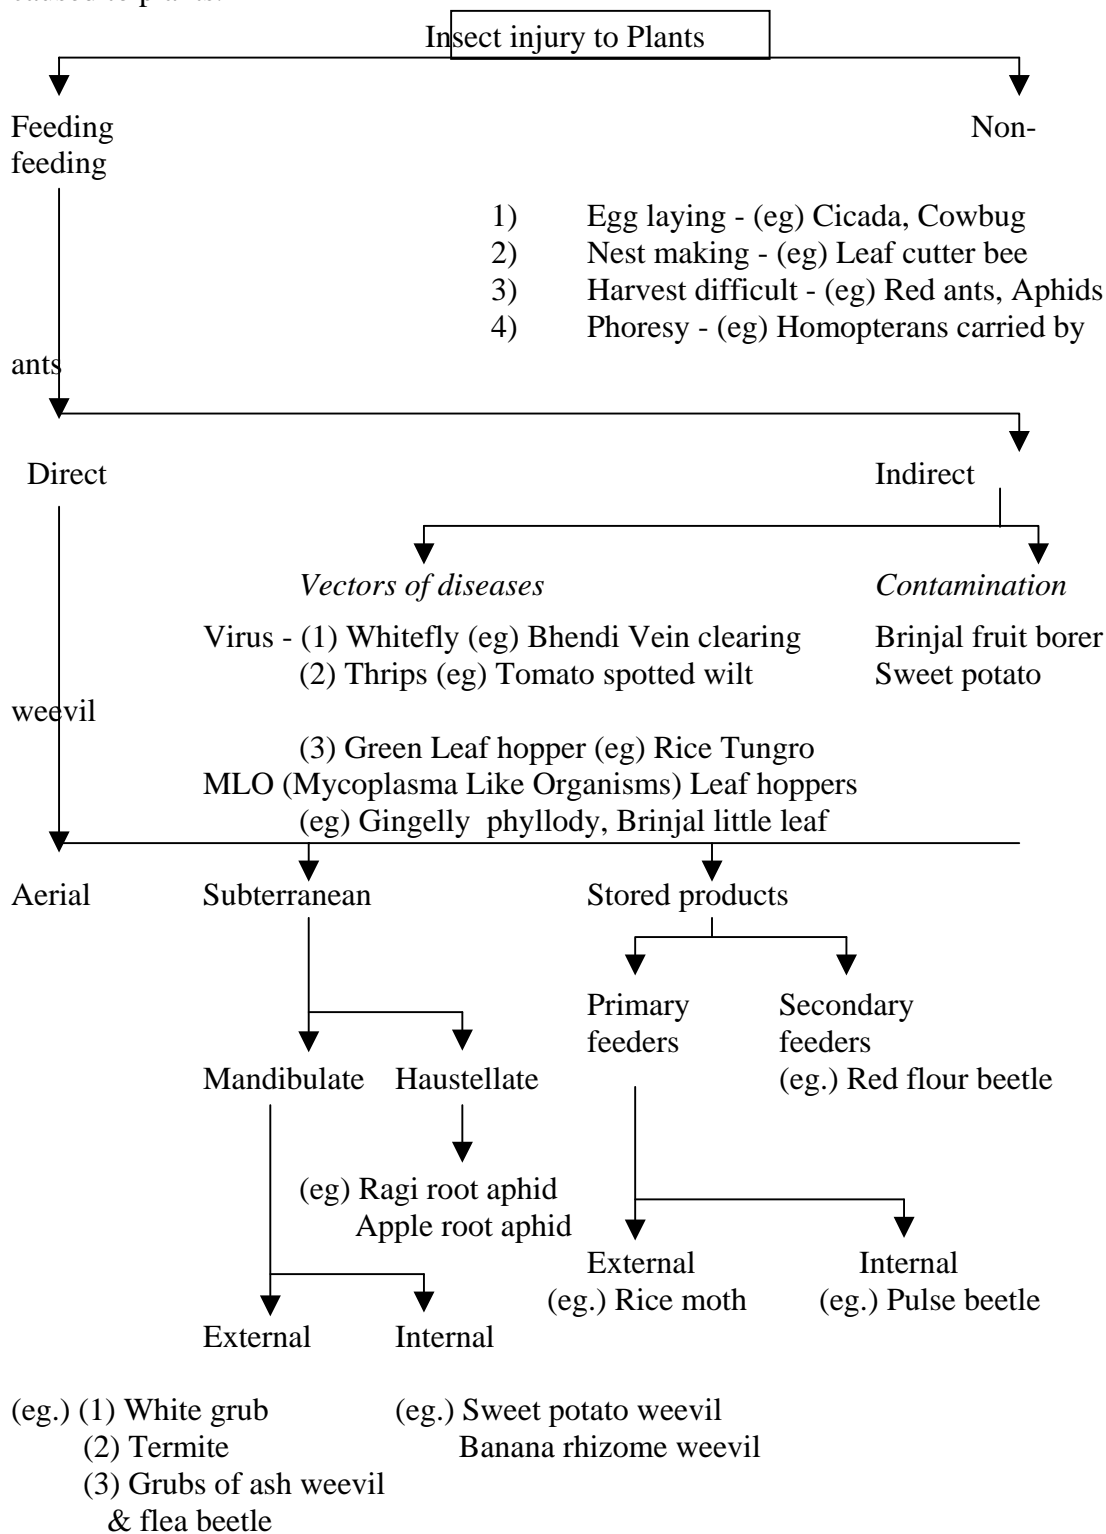 caused to plants.
Insect injury to Plants
Feeding Non-
feeding
1) Egg laying - (eg) Cicada, Cowbug
2) Nest making - (eg) Leaf cutter bee
3) Harvest difficult - (eg) Red ants, Aphids
4) Phoresy - (eg) Homopterans carried by
ants
Direct Indirect
Vectors of diseases Contamination
Virus - (1) Whitefly (eg) Bhendi Vein clearing Brinjal fruit borer
(2) Thrips (eg) Tomato spotted wilt Sweet potato
weevil
(3) Green Leaf hopper (eg) Rice Tungro
MLO (Mycoplasma Like Organisms) Leaf hoppers
(eg) Gingelly phyllody, Brinjal little leaf
Aerial Subterranean Stored products
Primary Secondary
feeders feeders
Mandibulate Haustellate (eg.) Red flour beetle
(eg) Ragi root aphid
Apple root aphid
External Internal
(eg.) Rice moth (eg.) Pulse beetle
External Internal
(eg.) (1) White grub (eg.) Sweet potato weevil
(2) Termite Banana rhizome weevil
(3) Grubs of ash weevil
& flea beetle